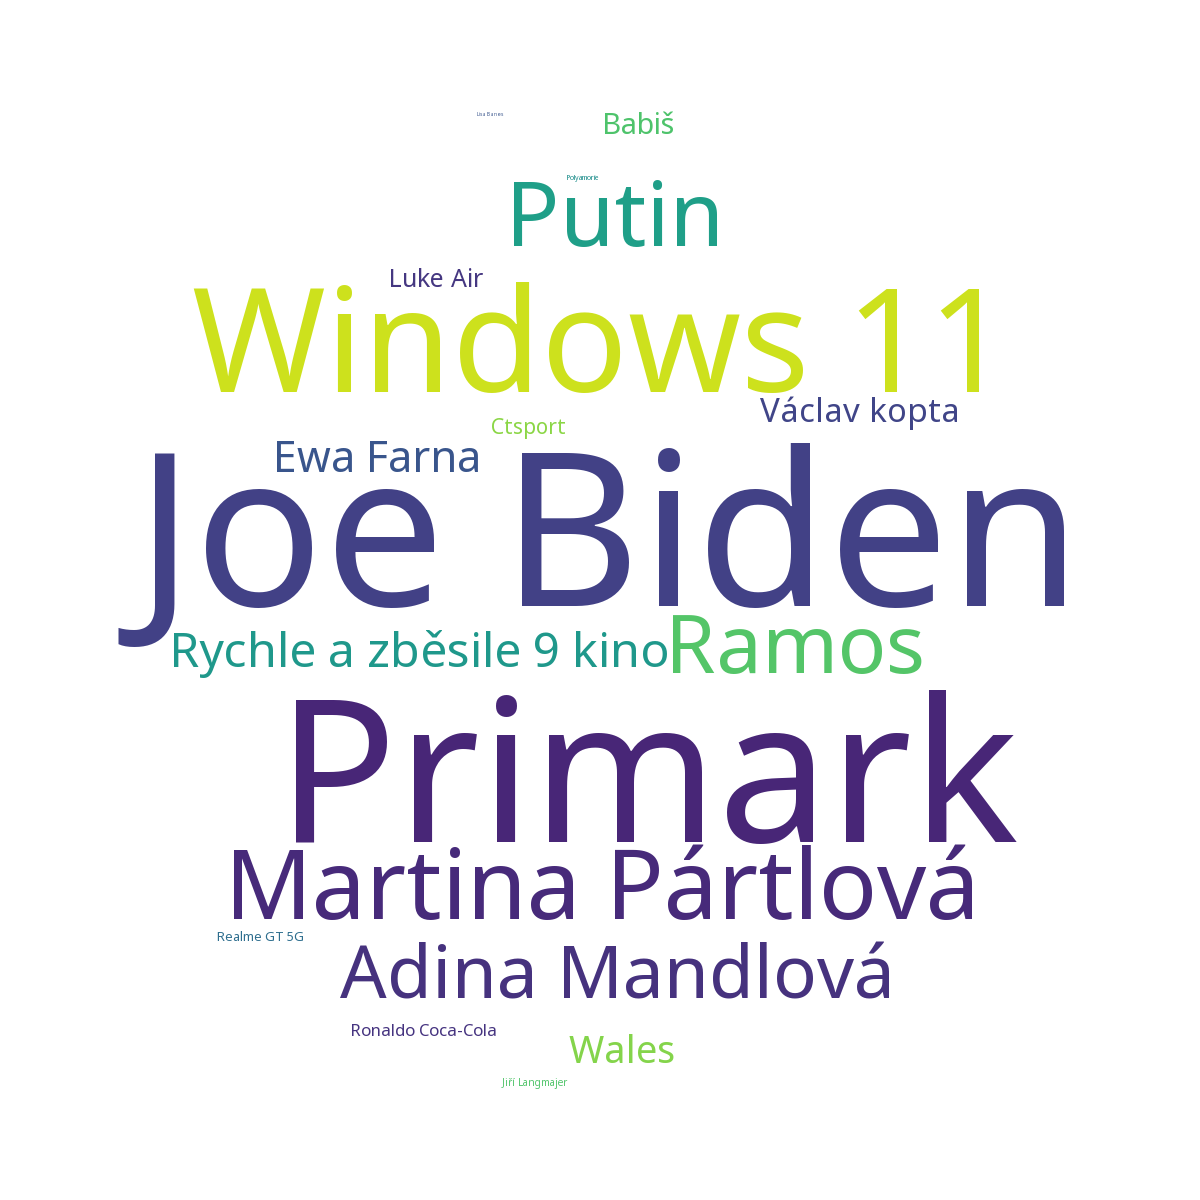 Lisa Banes
Babiš
Polyamorie
Putin
Luke Air
Windows 11
Václav kopta
Ctsport
Ewa Farna
Joe Biden
Rychle a zběsile 9 kino
Ramos
Primark
Martina Pártlová
Realme GT 5G
Adina Mandlová
Ronaldo Coca-Cola
Wales
Jiří Langmajer